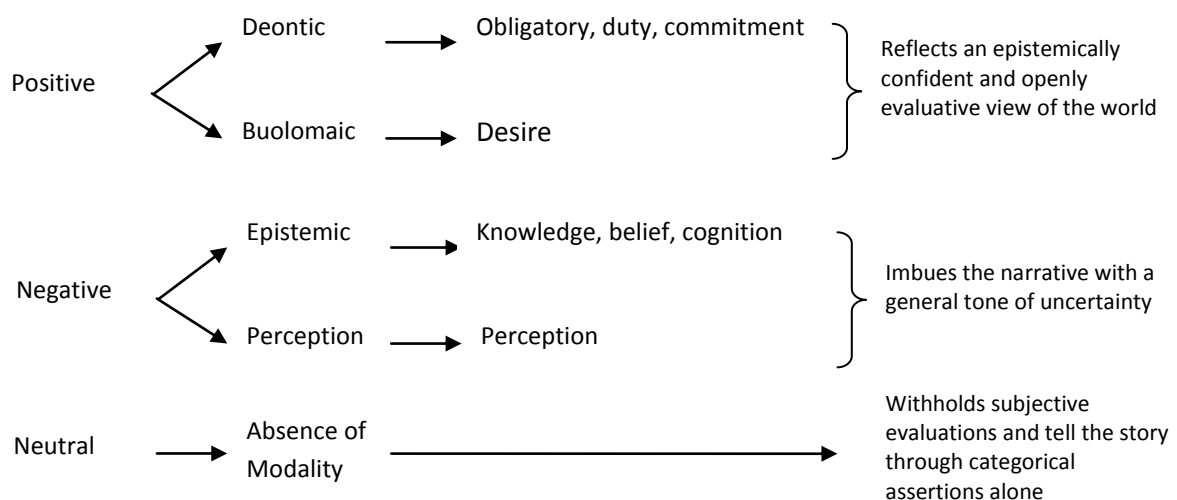 Positive
Deontic
Obligatory, duty, commitment
Buolomaic
Desire
Reflects an epistemically
confident and openly
evaluative view of the world
Negative
Epistemic
Knowledge, belief, cognition
Perception
Perception
Imbues the narrative with a
general tone of uncertainty
Neutral
Absence of
Modality
Withholds subjective
evaluations and tell the story
through categorical
assertions alone